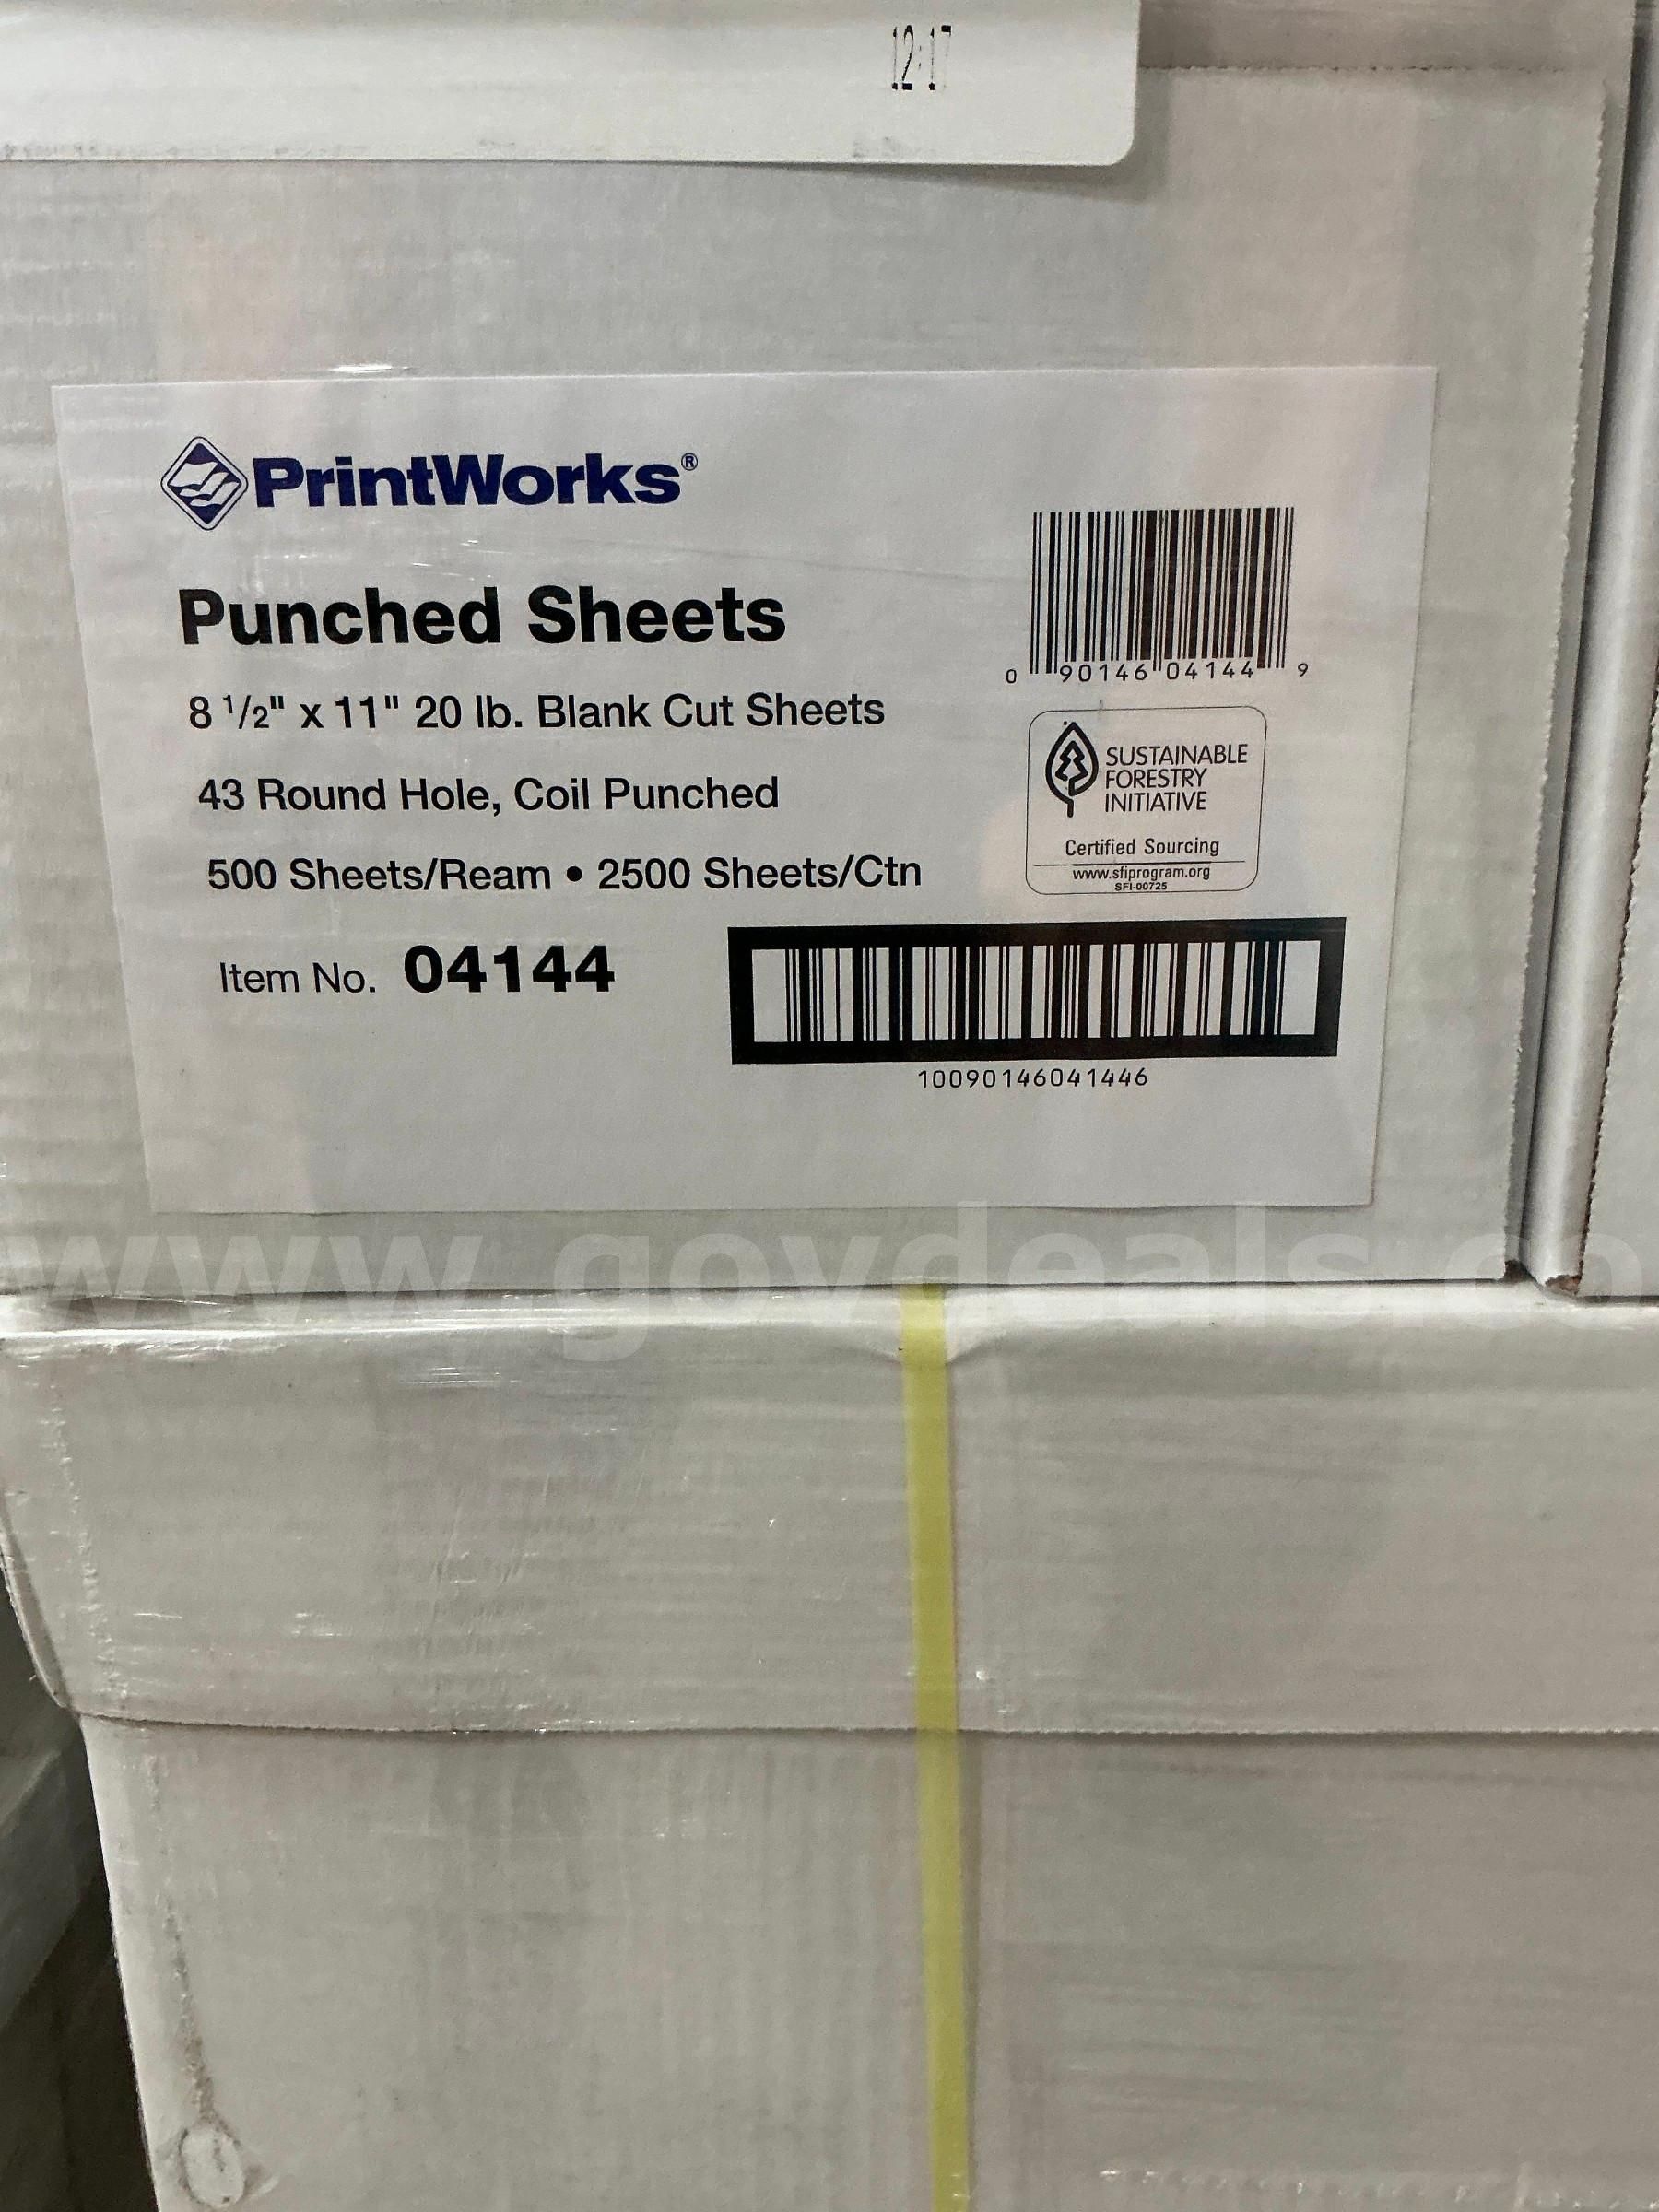 12:17
PrintWorks®
Punched Sheets
8 1/2" x 11" 20 lb. Blank Cut Sheets
43 Round Hole, Coil Punched
500 Sheets/Ream • 2500 Sheets/Ctn
Item No. 04144
0 90146 04144 9
SUSTAINABLE
FORESTRY
INITIATIVE
Certified Sourcing
www.sfiprogram.org
SFI-00725
10090146041446
www.govdeals.co